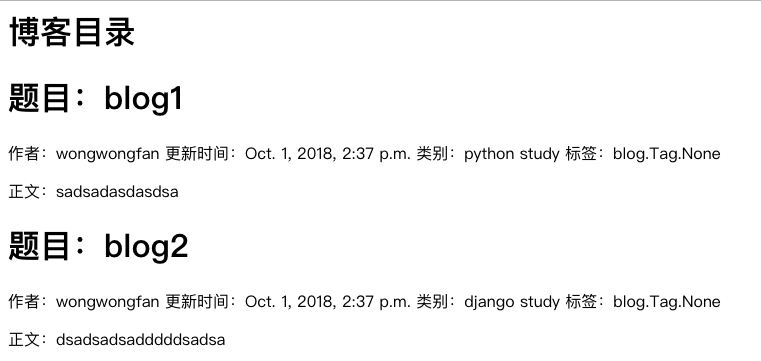 博客目录
题目：blog1
作者：wongwongfan 更新时间：Oct. 1, 2018, 2:37 p.m. 类别：python study 标签：blog.Tag.None
正文：sadsadasdasdsa
题目：blog2
作者：wongwongfan 更新时间：Oct. 1, 2018, 2:37 p.m. 类别：django study 标签：blog.Tag.None
正文：dsadsadsadddddsadsa